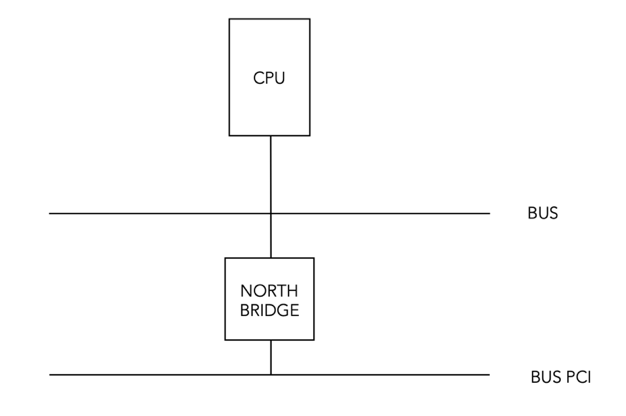 CPU
BUS
NORTH
BRIDGE
BUS PCI